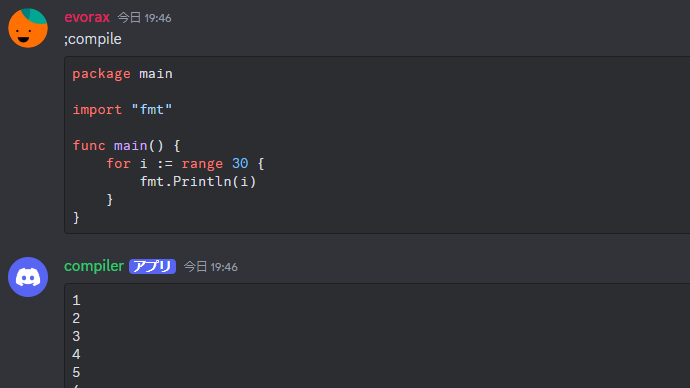 evorax 今日 19:46
;compile
package main
import "fmt"
func main() {
    for i := range 30 {
        fmt.Println(i)
    }
}
compiler アプリ 今日 19:46
1
2
3
4
5